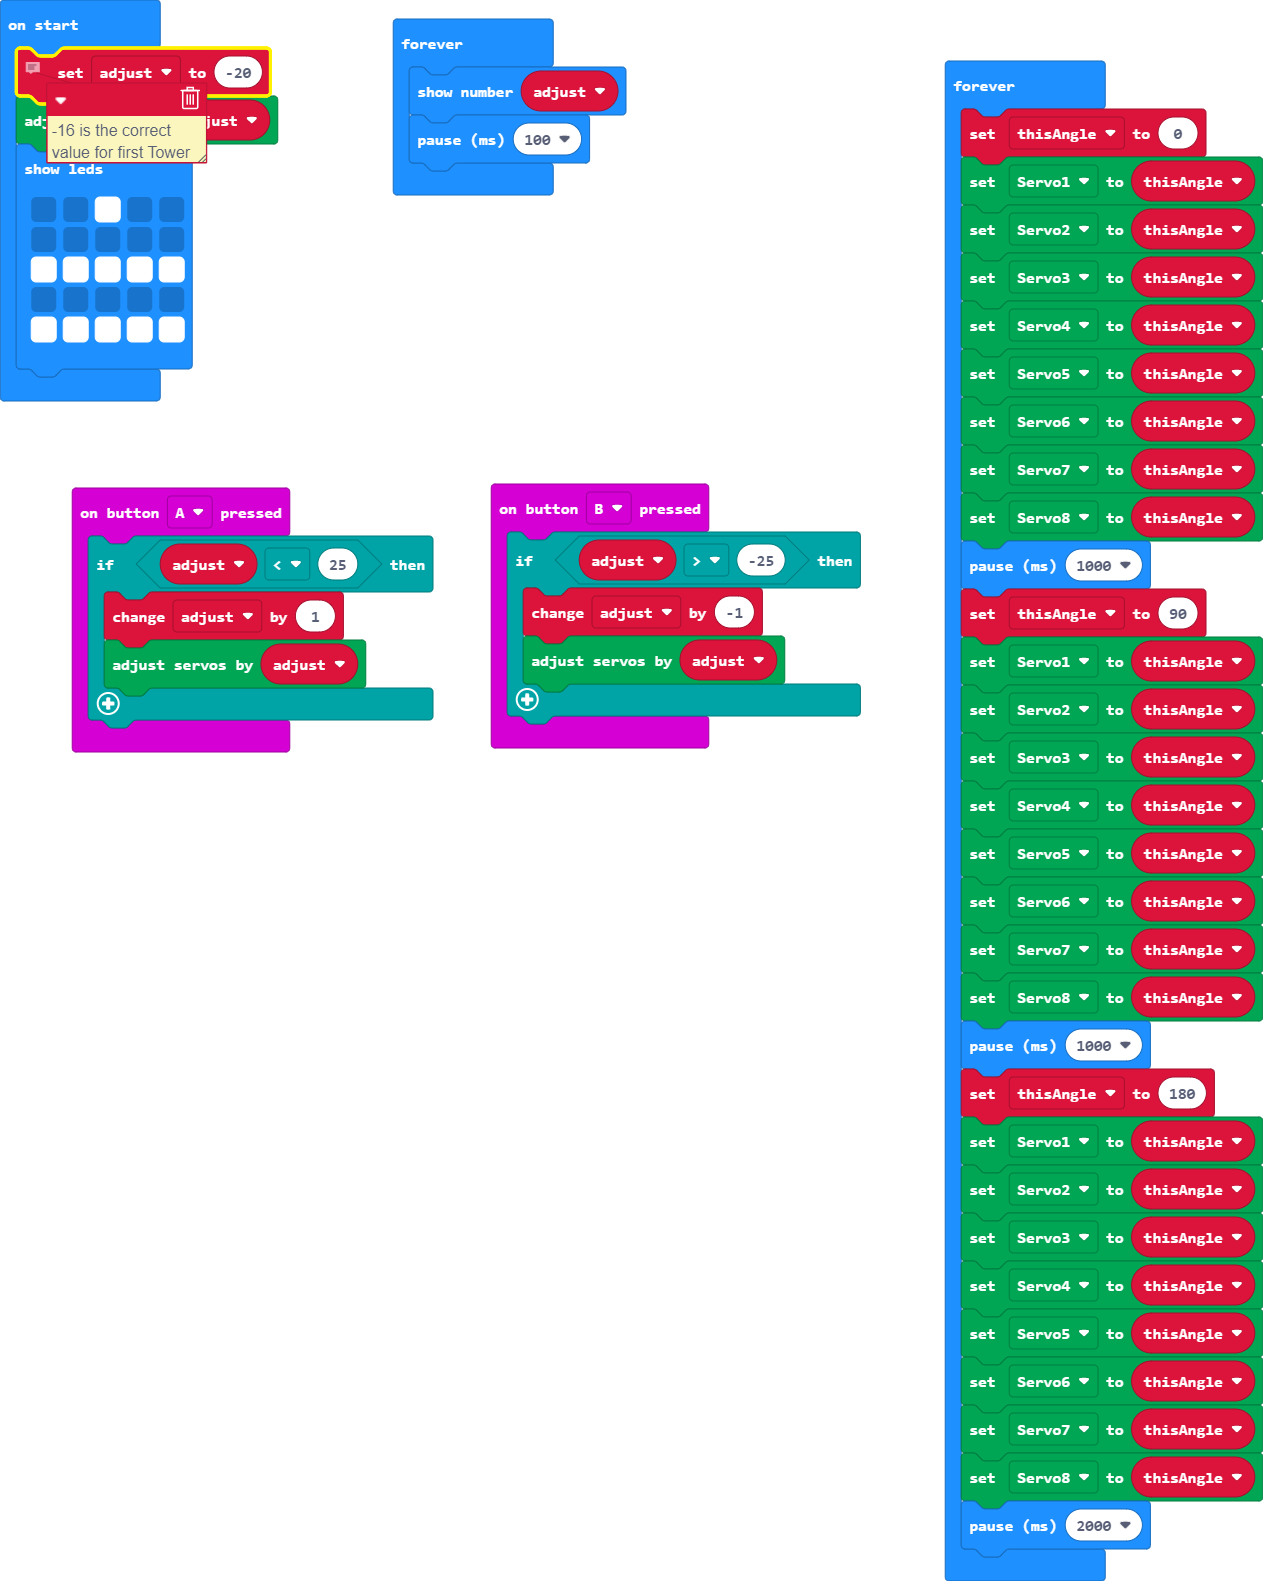 on start
set adjust to -20
-16 is the correct
value for first Tower
show leds
forever
show number adjust
pause (ms) 100
on button A pressed
if adjust < 25 then
change adjust by 1
adjust servos by adjust
on button B pressed
if adjust > -25 then
change adjust by -1
adjust servos by adjust
forever
set thisAngle to 0
set Servo1 to thisAngle
set Servo2 to thisAngle
set Servo3 to thisAngle
set Servo4 to thisAngle
set Servo5 to thisAngle
set Servo6 to thisAngle
set Servo7 to thisAngle
set Servo8 to thisAngle
pause (ms) 1000
set thisAngle to 90
set Servo1 to thisAngle
set Servo2 to thisAngle
set Servo3 to thisAngle
set Servo4 to thisAngle
set Servo5 to thisAngle
set Servo6 to thisAngle
set Servo7 to thisAngle
set Servo8 to thisAngle
pause (ms) 1000
set thisAngle to 180
set Servo1 to thisAngle
set Servo2 to thisAngle
set Servo3 to thisAngle
set Servo4 to thisAngle
set Servo5 to thisAngle
set Servo6 to thisAngle
set Servo7 to thisAngle
set Servo8 to thisAngle
pause (ms) 2000